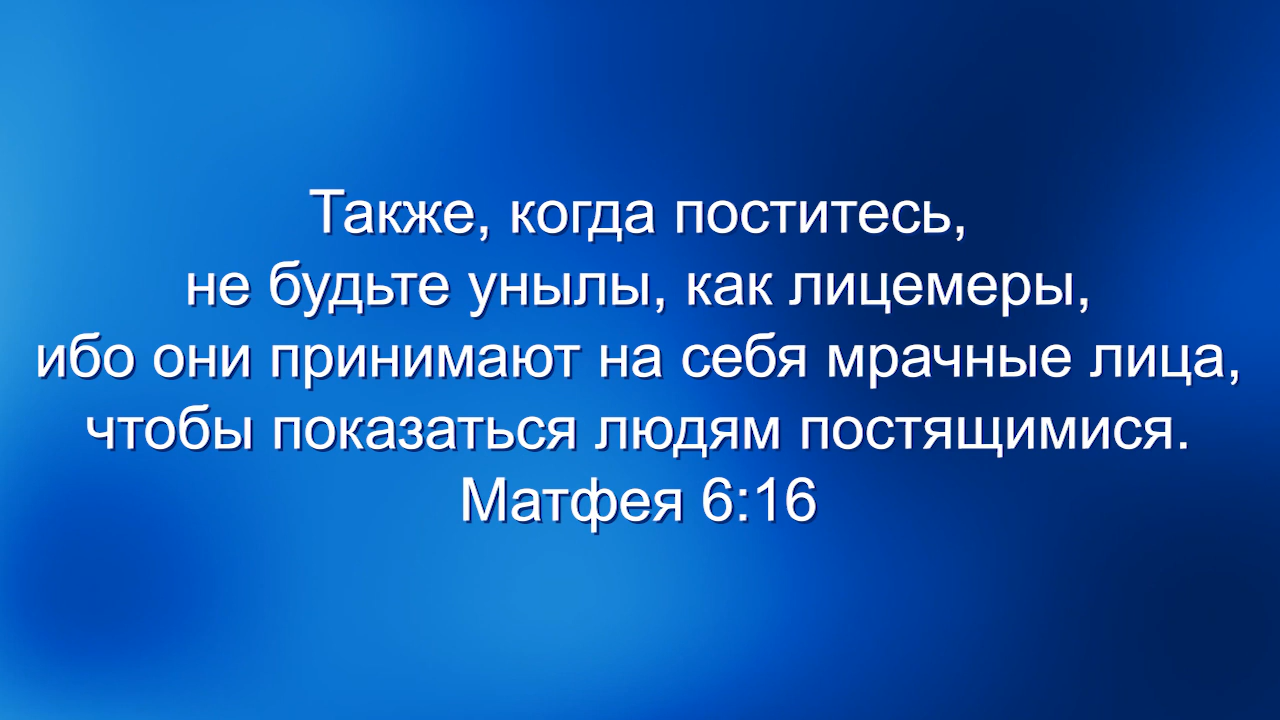 Также, когда поститесь,
не будьте унылы, как лицемеры,
ибо они принимают на себя мрачные лица,
чтобы показаться людям постящимися.
Матфея 6:16